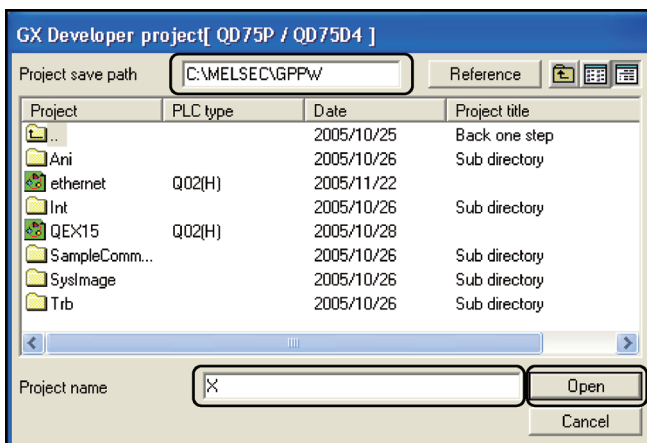 GX Developer project[ QD75P / QD75D4 ]
Project save path C:\MELSEC\GPPW Reference
Project PLC type Date Project title
.. 2005/10/25 Back one step
Ani 2005/10/26 Sub directory
ethernet Q02(H) 2005/11/22
Int 2005/10/26 Sub directory
QEX15 Q02(H) 2005/10/28
SampleComm... 2005/10/26 Sub directory
SysImage 2005/10/26 Sub directory
Trb 2005/10/26 Sub directory
Project name X Open
Cancel